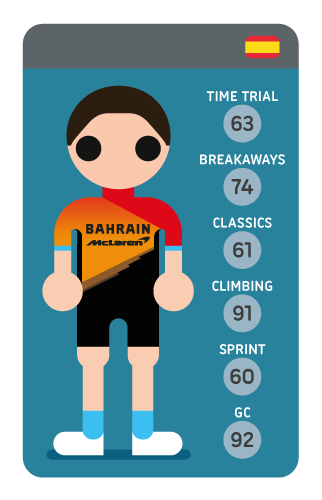 TIME TRIAL
63
BREAKAWAYS
74
BAHRAIN
McLaren
CLASSICS
61
CLIMBING
91
SPRINT
60
GC
92